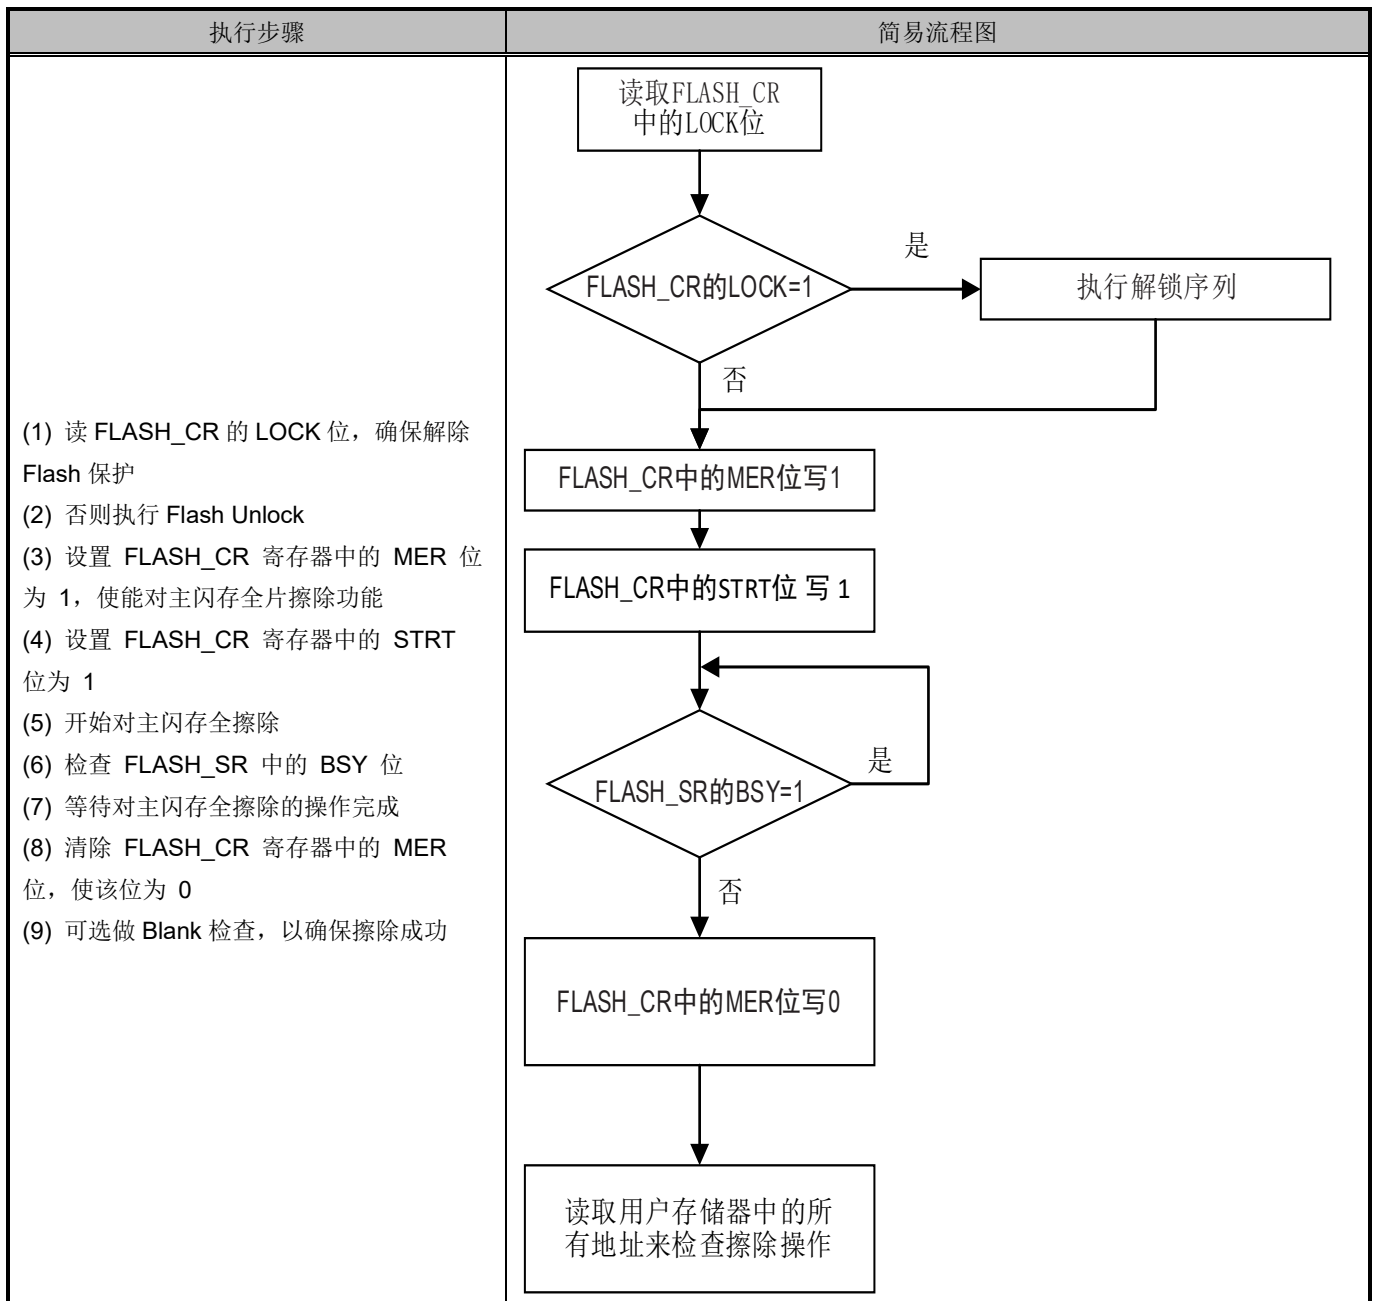 执行步骤
简易流程图
(1) 读 FLASH_CR 的 LOCK 位，确保解除
Flash 保护
(2) 否则执行 Flash Unlock
(3) 设置 FLASH_CR 寄存器中的 MER 位
为 1，使能对主闪存全片擦除功能
(4) 设置 FLASH_CR 寄存器中的 STRT
位为 1
(5) 开始对主闪存全擦除
(6) 检查 FLASH_SR 中的 BSY 位
(7) 等待对主闪存全擦除的操作完成
(8) 清除 FLASH_CR 寄存器中的 MER
位，使该位为 0
(9) 可选做 Blank 检查，以确保擦除成功
读取FLASH_CR
中的LOCK位
FLASH_CR的LOCK=1
是
执行解锁序列
否
FLASH_CR中的MER位写1
FLASH_CR中的STRT位 写 1
FLASH_SR的BSY=1
是
否
FLASH_CR中的MER位写0
读取用户存储器中的所
有地址来检查擦除操作